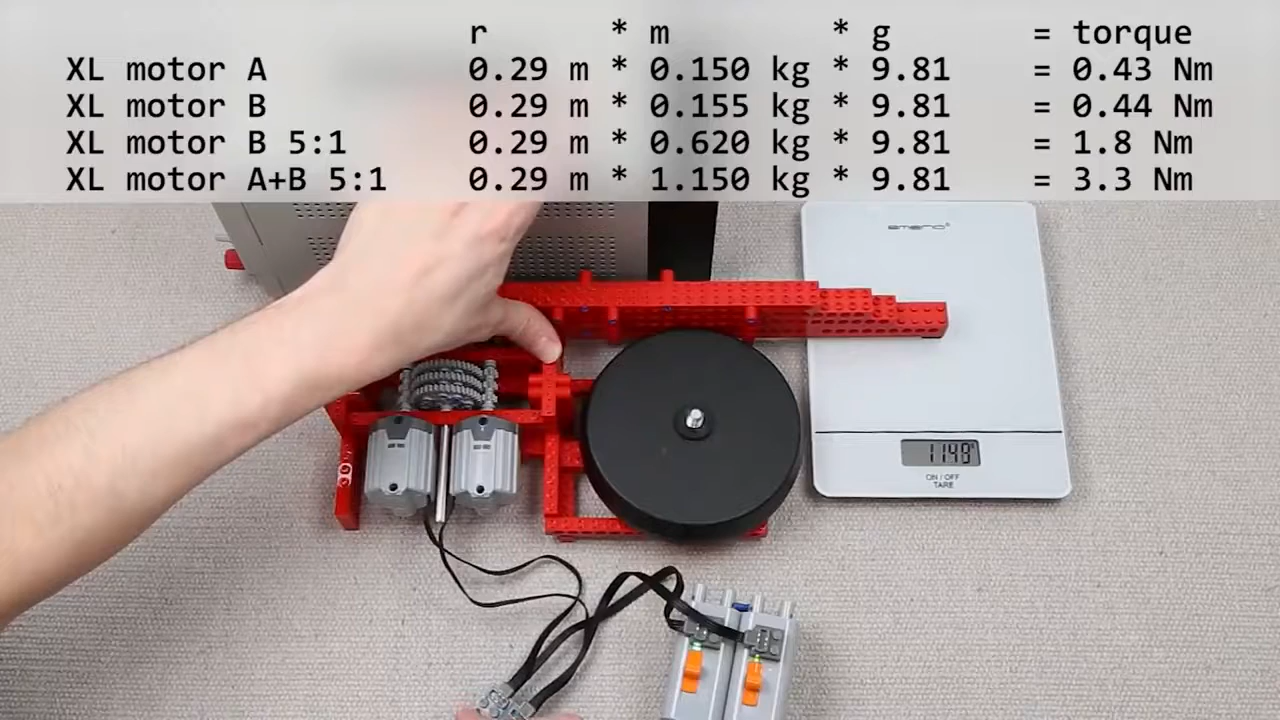 r * m * g = torque
XL motor A 0.29 m * 0.150 kg * 9.81 = 0.43 Nm
XL motor B 0.29 m * 0.155 kg * 9.81 = 0.44 Nm
XL motor B 5:1 0.29 m * 0.620 kg * 9.81 = 1.8 Nm
XL motor A+B 5:1 0.29 m * 1.150 kg * 9.81 = 3.3 Nm
1148
ON / OFF
TARE